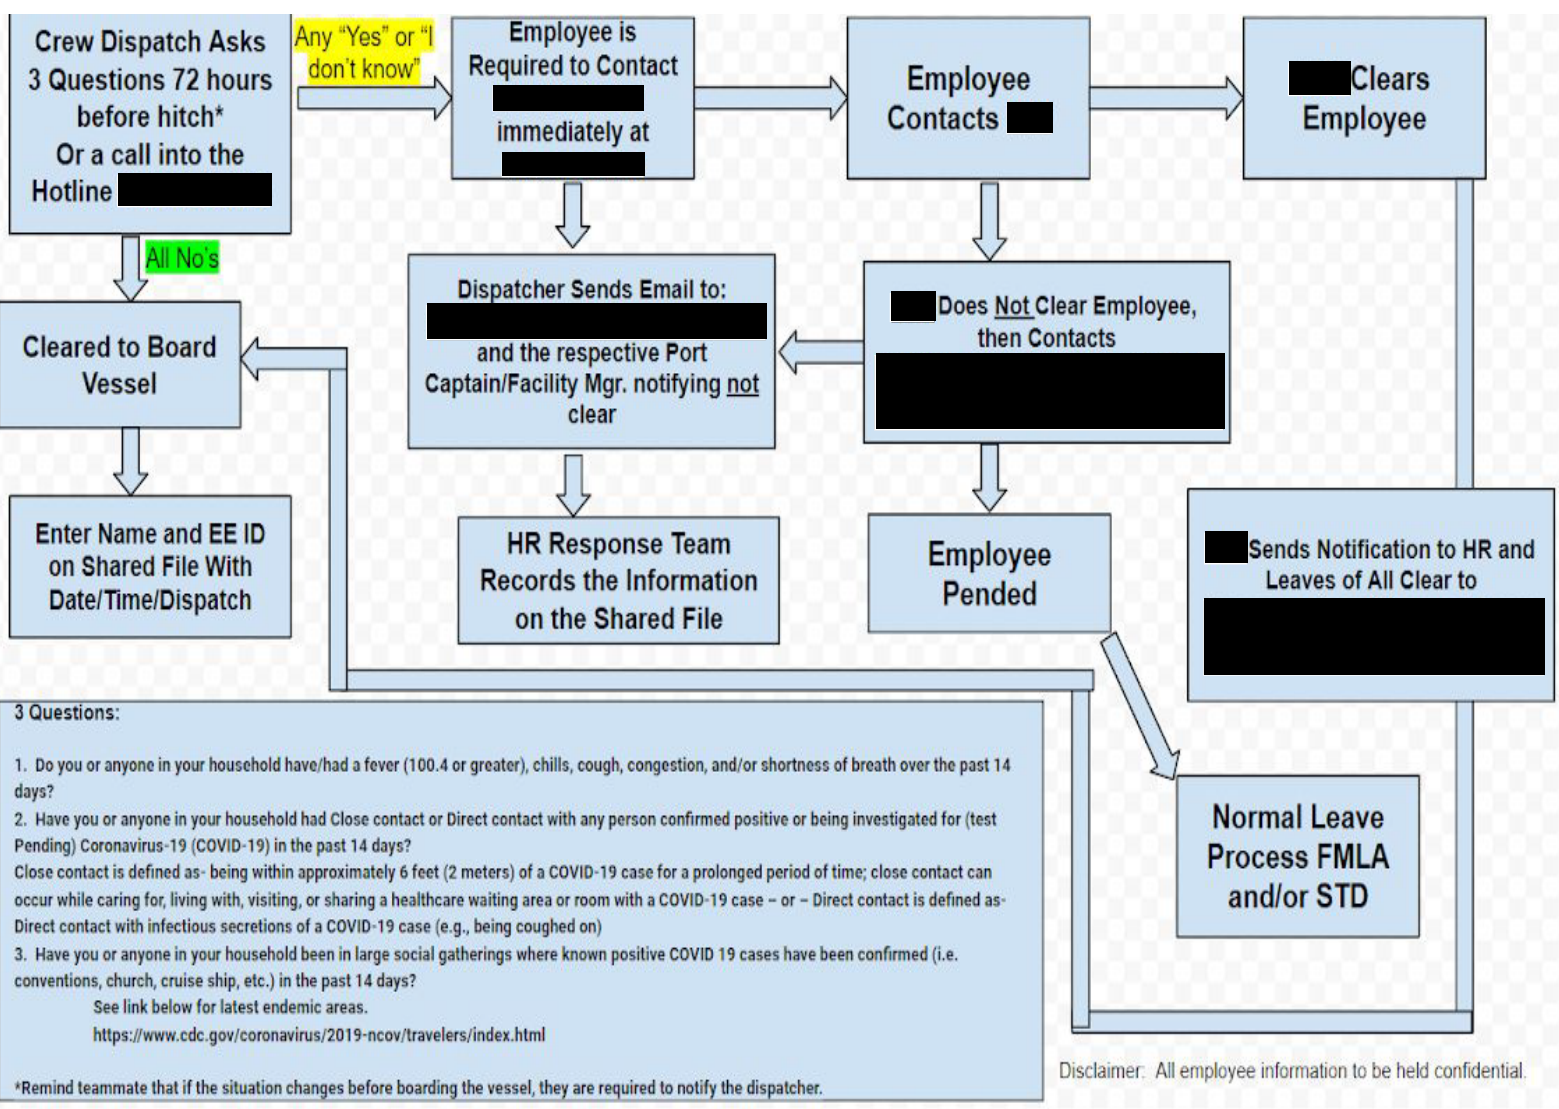 Crew Dispatch Asks
3 Questions 72 hours
before hitch*
Or a call into the
Hotline
Any “Yes” or “I
don’t know”
Employee is
Required to Contact
immediately at
Employee
Contacts
Clears
Employee
All No’s
Cleared to Board
Vessel
Dispatcher Sends Email to:
and the respective Port
Captain/Facility Mgr. notifying not
clear
Does Not Clear Employee,
then Contacts
Enter Name and EE ID
on Shared File With
Date/Time/Dispatch
HR Response Team
Records the Information
on the Shared File
Employee
Pended
Sends Notification to HR and
Leaves of All Clear to
Normal Leave
Process FMLA
and/or STD
3 Questions:
1. Do you or anyone in your household have/had a fever (100.4 or greater), chills, cough, congestion, and/or shortness of breath over the past 14
days?
2. Have you or anyone in your household had Close contact or Direct contact with any person confirmed positive or being investigated for (test
Pending) Coronavirus-19 (COVID-19) in the past 14 days?
Close contact is defined as- being within approximately 6 feet (2 meters) of a COVID-19 case for a prolonged period of time; close contact can
occur while caring for, living with, visiting, or sharing a healthcare waiting area or room with a COVID-19 case – or – Direct contact is defined as-
Direct contact with infectious secretions of a COVID-19 case (e.g., being coughed on)
3. Have you or anyone in your household been in large social gatherings where known positive COVID 19 cases have been confirmed (i.e.
conventions, church, cruise ship, etc.) in the past 14 days?
See link below for latest endemic areas.
https://www.cdc.gov/coronavirus/2019-ncov/travelers/index.html
*Remind teammate that if the situation changes before boarding the vessel, they are required to notify the dispatcher.
Disclaimer: All employee information to be held confidential.